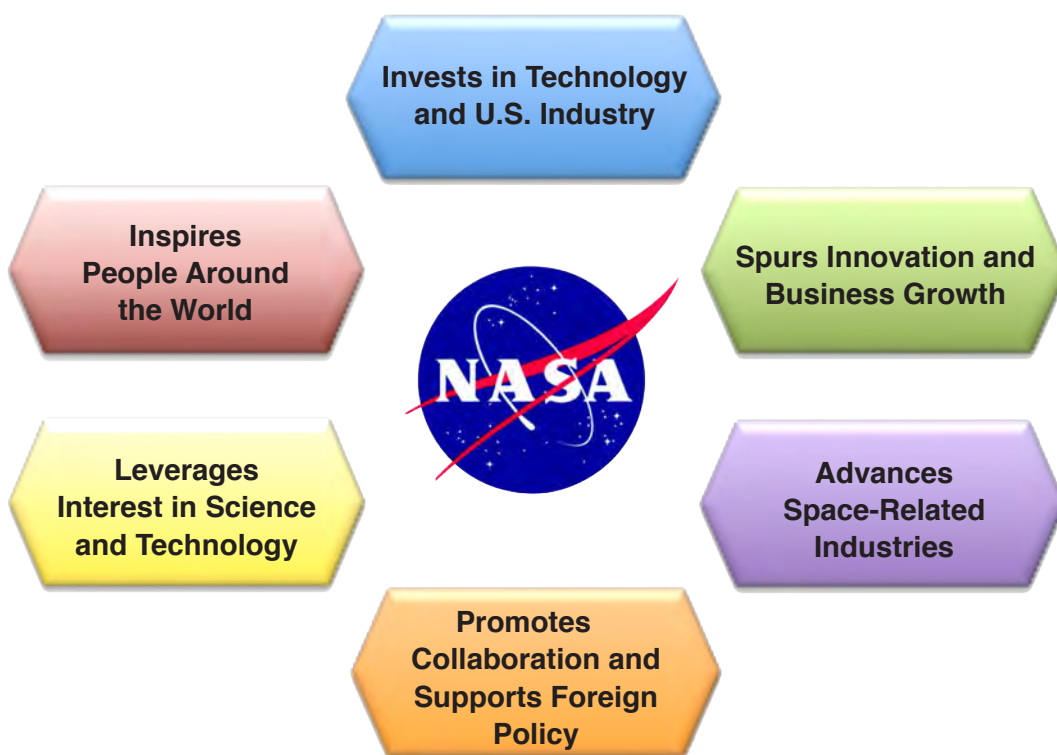 Invests in Technology
and U.S. Industry
Inspires
People Around
the World
Spurs Innovation and
Business Growth
NASA
Leverages
Interest in Science
and Technology
Advances
Space-Related
Industries
Promotes
Collaboration and
Supports Foreign
Policy